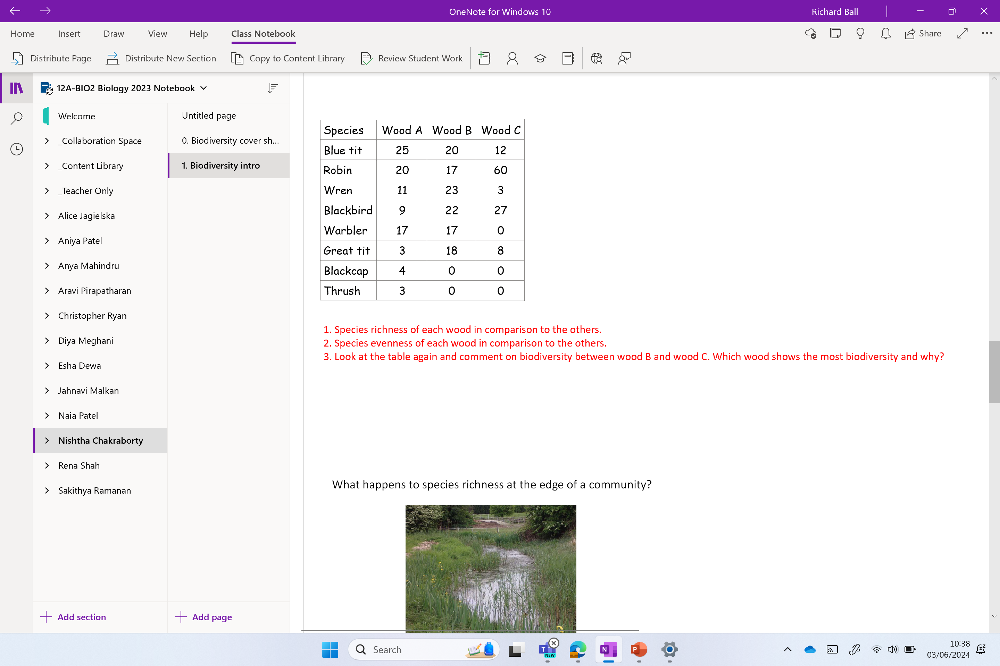 OneNote for Windows 10
Richard Ball
Home Insert Draw View Help Class Notebook
Share
Distribute Page Distribute New Section Copy to Content Library Review Student Work
12A-BIO2 Biology 2023 Notebook
Welcome
_Collaboration Space
_Content Library
_Teacher Only
Alice Jagielska
Aniya Patel
Anya Mahindru
Aravi Pirapatharan
Christopher Ryan
Diya Meghani
Esha Dewa
Jahnavi Malkan
Naia Patel
Nishtha Chakraborty
Rena Shah
Sakithya Ramanan
Add section
Untitled page
0. Biodiversity cover sh...
1. Biodiversity intro
Add page
Species Wood A Wood B Wood C
Blue tit 25 20 12
Robin 20 17 60
Wren 11 23 3
Blackbird 9 22 27
Warbler 17 17 0
Great tit 3 18 8
Blackcap 4 0 0
Thrush 3 0 0
1. Species richness of each wood in comparison to the others.
2. Species evenness of each wood in comparison to the others.
3. Look at the table again and comment on biodiversity between wood B and wood C. Which wood shows the most biodiversity and why?
What happens to species richness at the edge of a community?
Search
T
NEW
N
P
10:38
03/06/2024